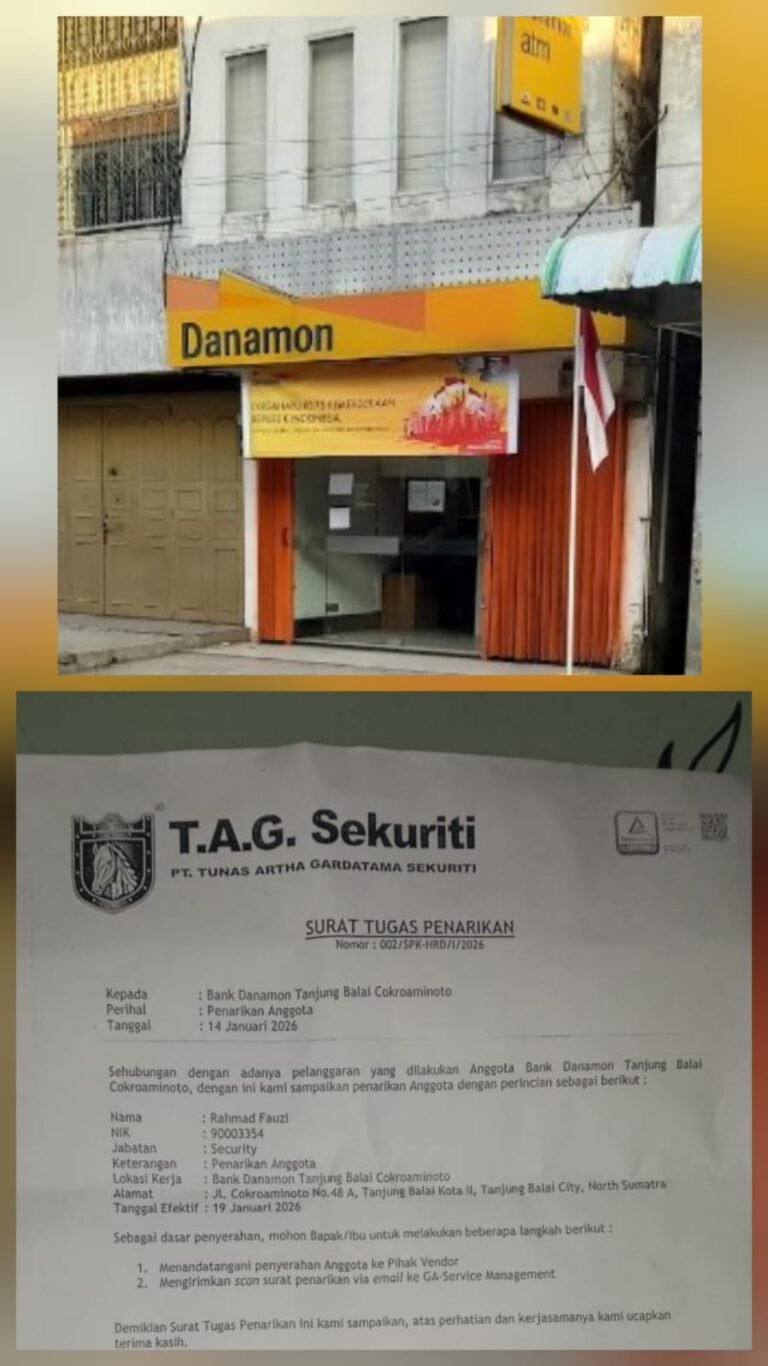 atm
Danamon
DIRGAHAYU KE-75 KEMERDEKAAN
REPUBLIK INDONESIA
T.A.G. Sekuriti
PT. TUNAS ARTHA GARDATAMA SEKURITI
SURAT TUGAS PENARIKAN
Nomor : 002/SPK-HRD/I/2026
Kepada : Bank Danamon Tanjung Balai Cokroaminoto
Perihal : Penarikan Anggota
Tanggal : 14 Januari 2026
Sehubungan dengan adanya pelanggaran yang dilakukan Anggota Bank Danamon Tanjung Balai
Cokroaminoto, dengan ini kami sampaikan penarikan Anggota dengan perincian sebagai berikut :
Nama : Rahmad Fauzi
NIK : 90003354
Jabatan : Security
Keterangan : Penarikan Anggota
Lokasi Kerja : Bank Danamon Tanjung Balai Cokroaminoto
Alamat : JL. Cokroaminoto No.48 A, Tanjung Balai Kota II, Tanjung Balai City, North Sumatra
Tanggal Efektif : 19 Januari 2026
Sebagai dasar penyerahan, mohon Bapak/Ibu untuk melakukan beberapa langkah berikut :
1. Menandatangani penyerahan Anggota ke Pihak Vendor
2. Mengirimkan scan surat penarikan via email ke GA-Service Management
Demikian Surat Tugas Penarikan ini kami sampaikan, atas perhatian dan kerjasamanya kami ucapkan
terima kasih.